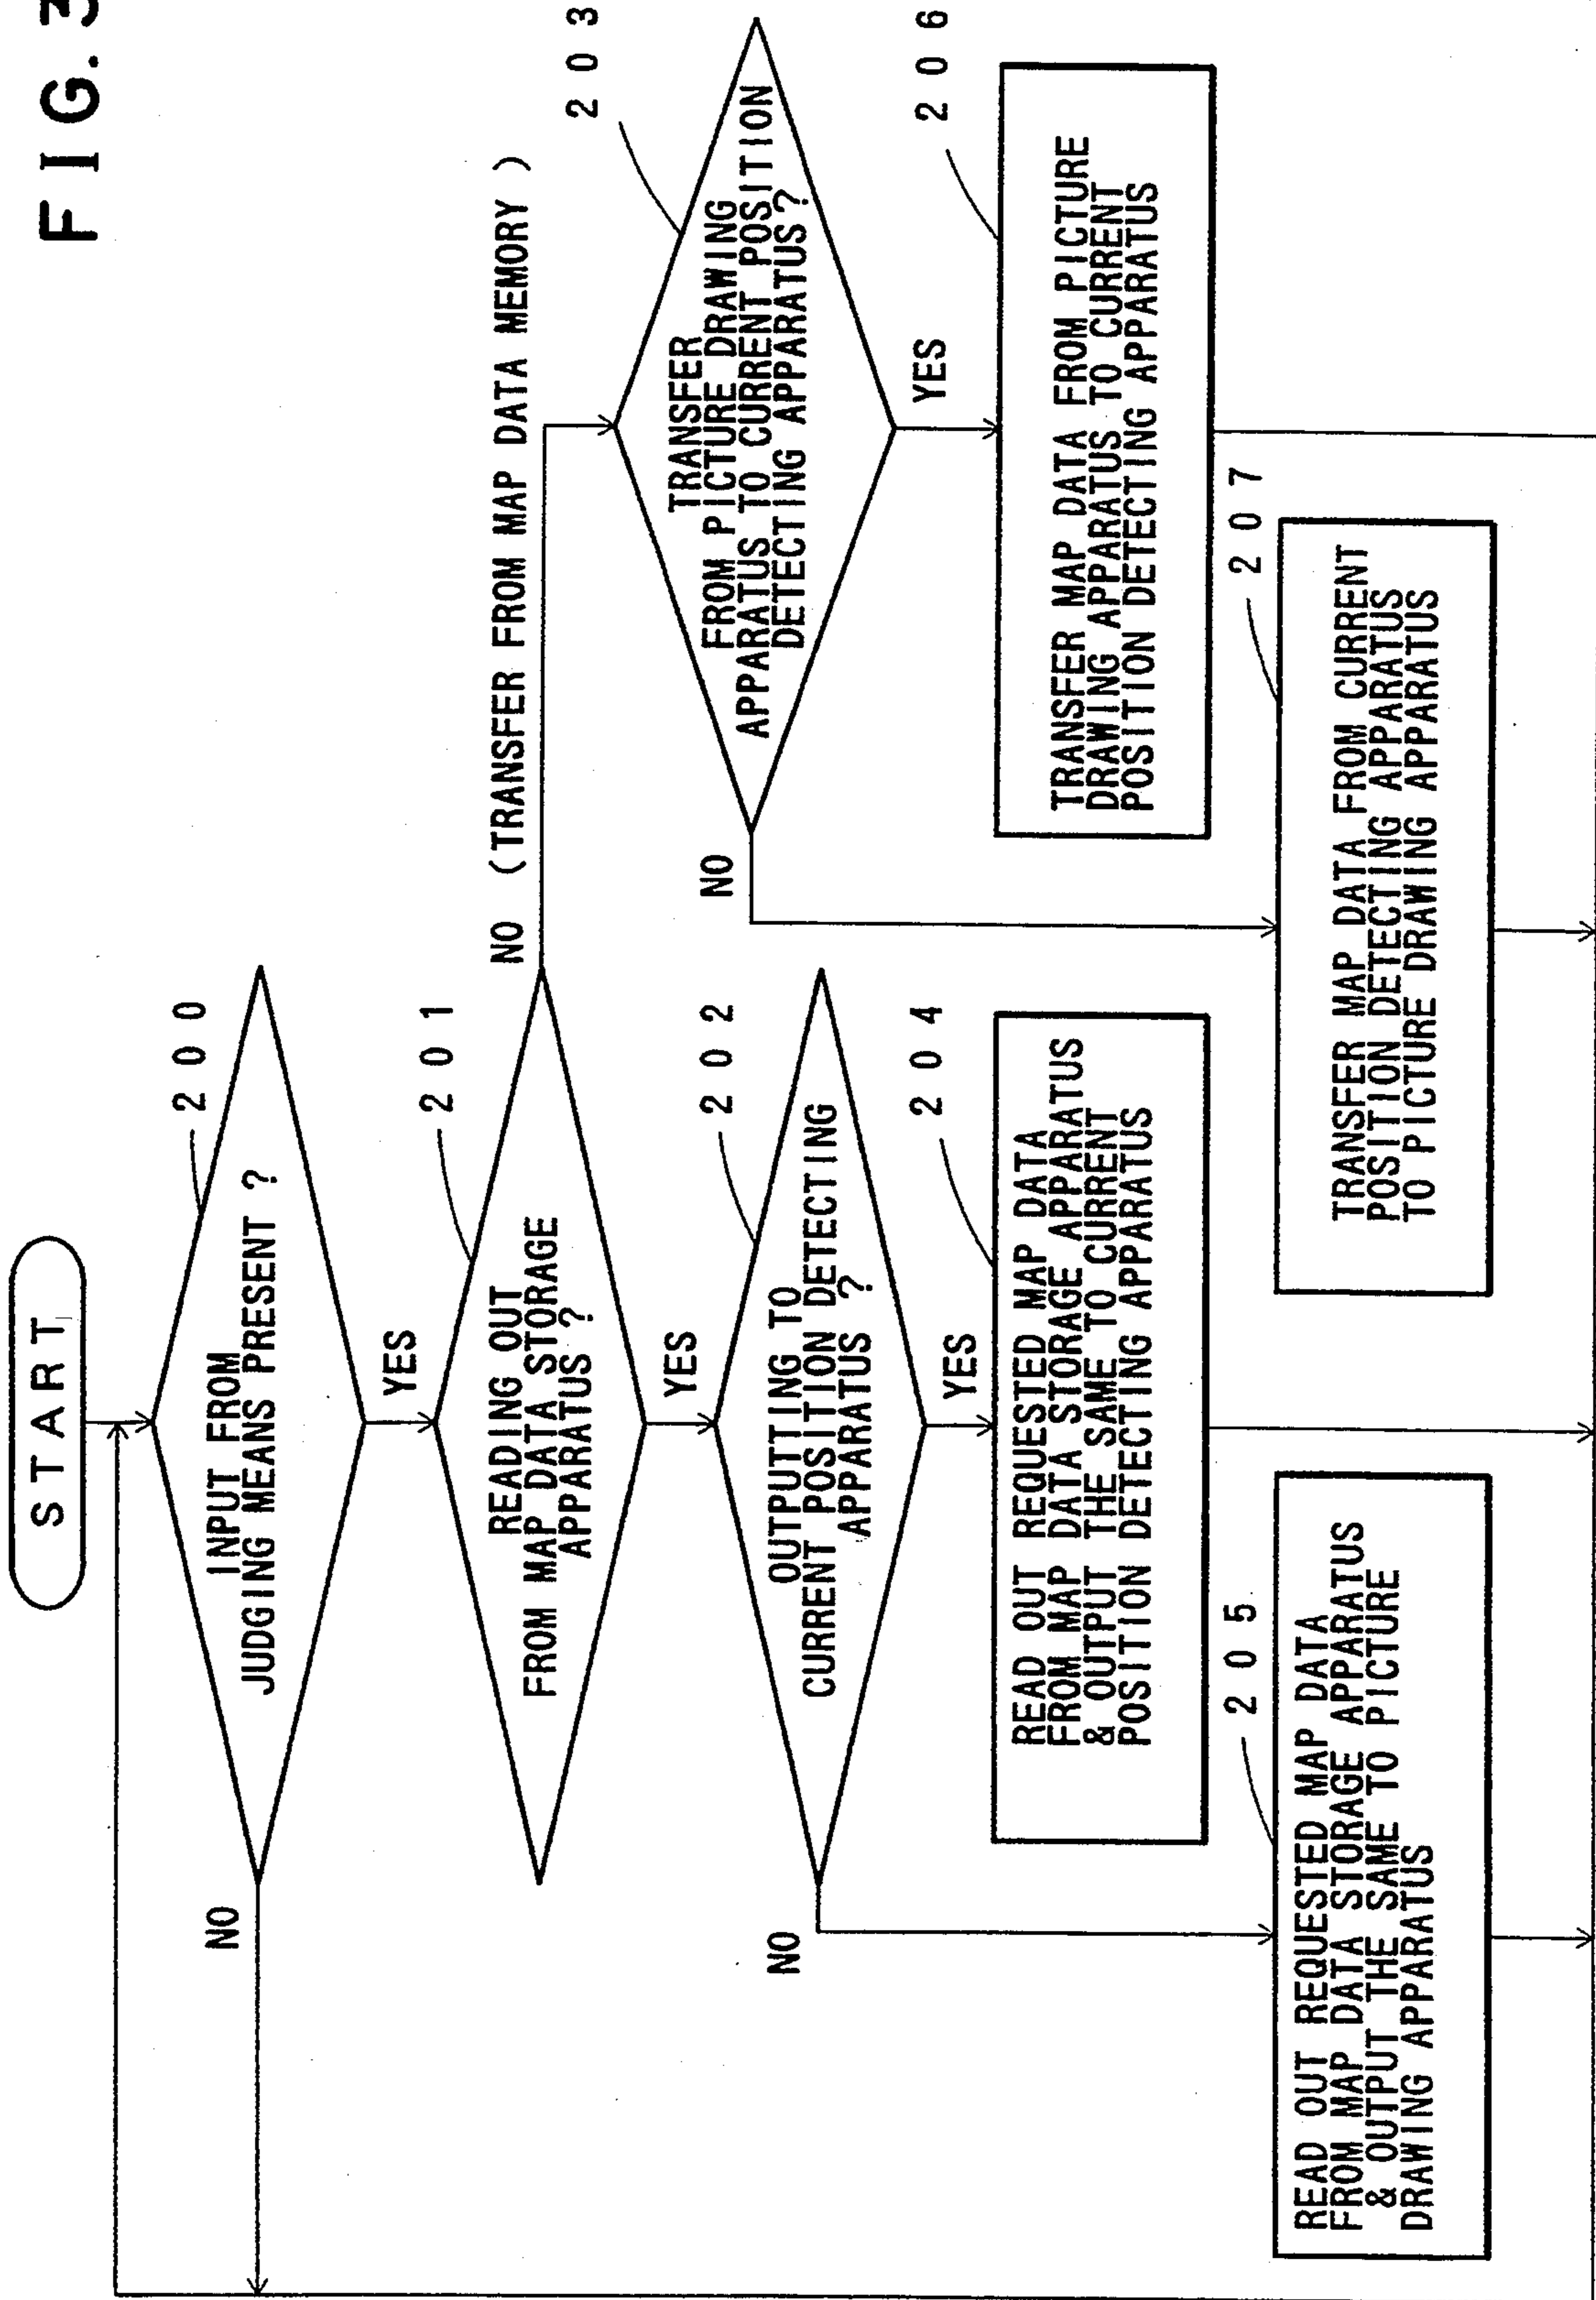 FIG. 3
START
200
INPUT FROM
JUDGING MEANS PRESENT ?
NO
YES
201
READING OUT
FROM MAP DATA STORAGE
APPARATUS ?
NO (TRANSFER FROM MAP DATA MEMORY )
YES
202
OUTPUTTING TO
CURRENT POSITION DETECTING
APPARATUS ?
NO
YES
203
TRANSFER
FROM PICTURE DRAWING
APPARATUS TO CURRENT POSITION
DETECTING APPARATUS ?
NO
YES
204
READ OUT REQUESTED MAP DATA
FROM MAP DATA STORAGE APPARATUS
& OUTPUT THE SAME TO CURRENT
POSITION DETECTING APPARATUS
206
TRANSFER MAP DATA FROM PICTURE
DRAWING APPARATUS TO CURRENT
POSITION DETECTING APPARATUS
205
READ OUT REQUESTED MAP DATA
FROM MAP DATA STORAGE APPARATUS
& OUTPUT THE SAME TO PICTURE
DRAWING APPARATUS
207
TRANSFER MAP DATA FROM CURRENT
POSITION DETECTING APPARATUS
TO PICTURE DRAWING APPARATUS